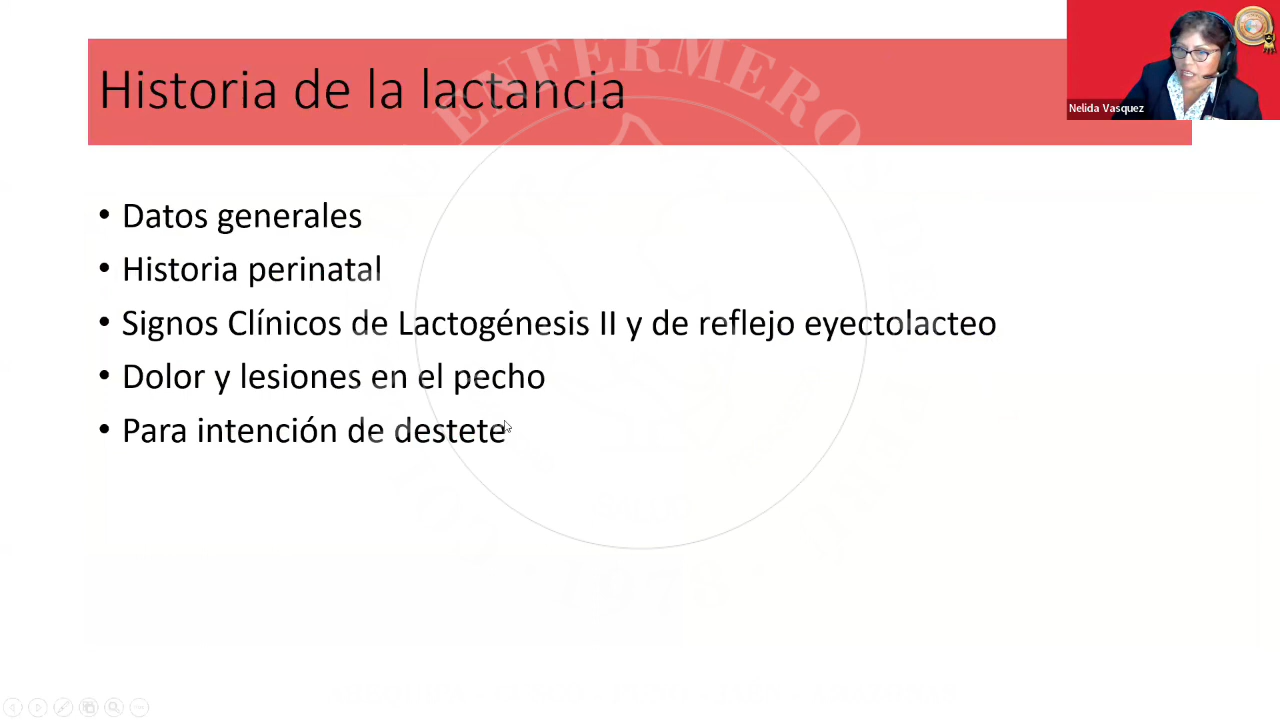 Historia de la lactancia
Nelida Vasquez
• Datos generales
• Historia perinatal
• Signos Clínicos de Lactogénesis II y de reflejo eyectolacteo
• Dolor y lesiones en el pecho
• Para intención de destete
ENFERMEROS